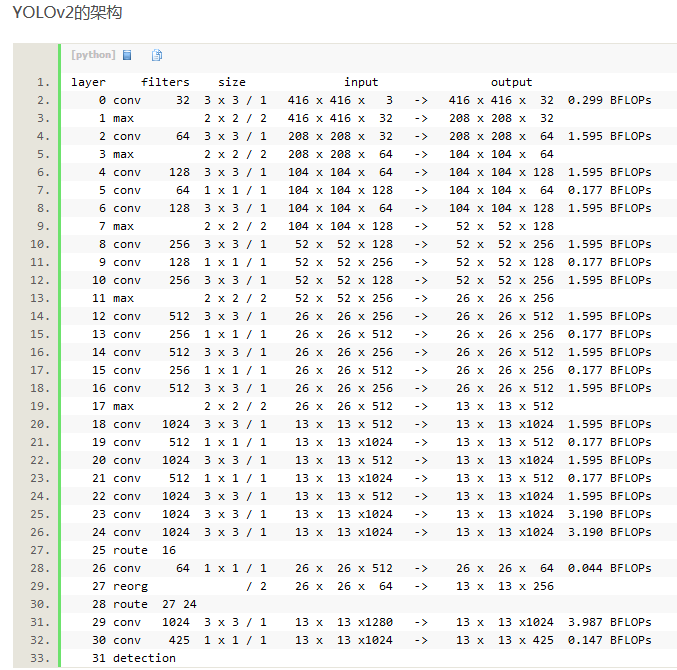 YOLOv2的架构
[python]
1. layer     filters    size              input                output
2.     0 conv     32  3 x 3 / 1   416 x 416 x   3   ->   416 x 416 x  32  0.299 BFLOPs
3.     1 max          2 x 2 / 2   416 x 416 x  32   ->   208 x 208 x  32
4.     2 conv     64  3 x 3 / 1   208 x 208 x  32   ->   208 x 208 x  64  1.595 BFLOPs
5.     3 max          2 x 2 / 2   208 x 208 x  64   ->   104 x 104 x  64
6.     4 conv    128  3 x 3 / 1   104 x 104 x  64   ->   104 x 104 x 128  1.595 BFLOPs
7.     5 conv     64  1 x 1 / 1   104 x 104 x 128   ->   104 x 104 x  64  0.177 BFLOPs
8.     6 conv    128  3 x 3 / 1   104 x 104 x  64   ->   104 x 104 x 128  1.595 BFLOPs
9.     7 max          2 x 2 / 2   104 x 104 x 128   ->    52 x  52 x 128
10.     8 conv    256  3 x 3 / 1    52 x  52 x 128   ->    52 x  52 x 256  1.595 BFLOPs
11.     9 conv    128  1 x 1 / 1    52 x  52 x 256   ->    52 x  52 x 128  0.177 BFLOPs
12.    10 conv    256  3 x 3 / 1    52 x  52 x 128   ->    52 x  52 x 256  1.595 BFLOPs
13.    11 max          2 x 2 / 2    52 x  52 x 256   ->    26 x  26 x 256
14.    12 conv    512  3 x 3 / 1    26 x  26 x 256   ->    26 x  26 x 512  1.595 BFLOPs
15.    13 conv    256  1 x 1 / 1    26 x  26 x 512   ->    26 x  26 x 256  0.177 BFLOPs
16.    14 conv    512  3 x 3 / 1    26 x  26 x 256   ->    26 x  26 x 512  1.595 BFLOPs
17.    15 conv    256  1 x 1 / 1    26 x  26 x 512   ->    26 x  26 x 256  0.177 BFLOPs
18.    16 conv    512  3 x 3 / 1    26 x  26 x 256   ->    26 x  26 x 512  1.595 BFLOPs
19.    17 max          2 x 2 / 2    26 x  26 x 512   ->    13 x  13 x 512
20.    18 conv   1024  3 x 3 / 1    13 x  13 x 512   ->    13 x  13 x1024  1.595 BFLOPs
21.    19 conv    512  1 x 1 / 1    13 x  13 x1024   ->    13 x  13 x 512  0.177 BFLOPs
22.    20 conv   1024  3 x 3 / 1    13 x  13 x 512   ->    13 x  13 x1024  1.595 BFLOPs
23.    21 conv    512  1 x 1 / 1    13 x  13 x1024   ->    13 x  13 x 512  0.177 BFLOPs
24.    22 conv   1024  3 x 3 / 1    13 x  13 x 512   ->    13 x  13 x1024  1.595 BFLOPs
25.    23 conv   1024  3 x 3 / 1    13 x  13 x1024   ->    13 x  13 x1024  3.190 BFLOPs
26.    24 conv   1024  3 x 3 / 1    13 x  13 x1024   ->    13 x  13 x1024  3.190 BFLOPs
27.    25 route  16
28.    26 conv     64  1 x 1 / 1    26 x  26 x 512   ->    26 x  26 x  64  0.044 BFLOPs
29.    27 reorg              / 2    26 x  26 x  64   ->    13 x  13 x 256
30.    28 route  27 24
31.    29 conv   1024  3 x 3 / 1    13 x  13 x1280   ->    13 x  13 x1024  3.987 BFLOPs
32.    30 conv    425  1 x 1 / 1    13 x  13 x1024   ->    13 x  13 x 425  0.147 BFLOPs
33.    31 detection